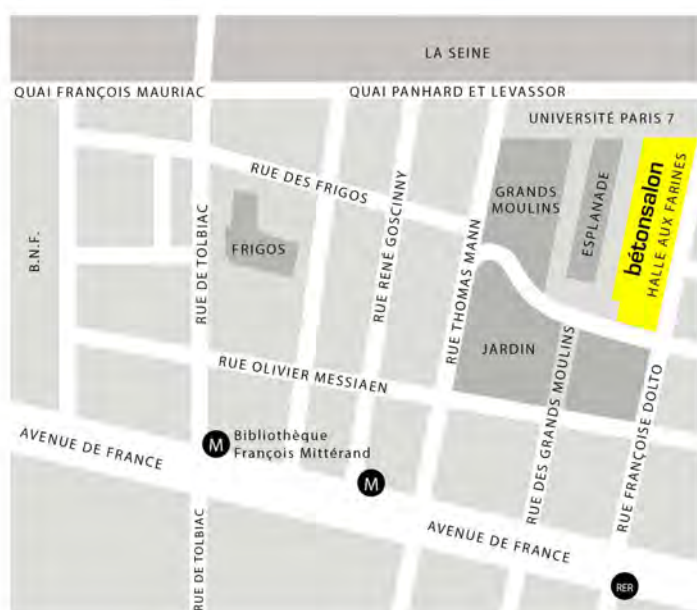 LA SEINE
QUAI FRANÇOIS MAURIAC
QUAI PANHARD ET LEVASSOR
UNIVERSITÉ PARIS 7
RUE DES FRIGOS
GRANDS
MOULINS
ESPLANADE
bétonsalon
HALLE AUX FARINES
B.N.F.
RUE DE TOLBIAC
FRIGOS
RUE RENÉ GOSCINNY
RUE THOMAS MANN
JARDIN
RUE OLIVIER MESSIAEN
RUE DES GRANDS MOULINS
RUE FRANÇOISE DOLTO
AVENUE DE FRANCE
M
Bibliothèque
François Mittérand
M
AVENUE DE FRANCE
RUE DE TOLBIAC
RER